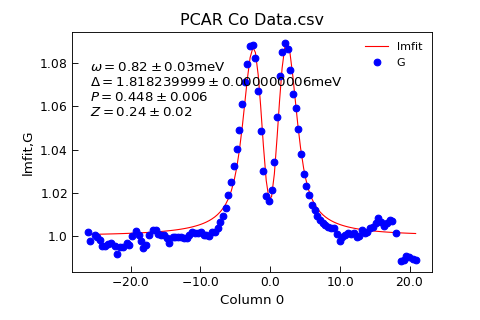 PCAR Co Data.csv
lmfit,G
1.08
1.06
1.04
1.02
1.0
ω = 0.82 ± 0.03meV
Δ = 1.818239999 ± 0.000000006meV
P = 0.448 ± 0.006
Z = 0.24 ± 0.02
lmfit
G
−20.0 −10.0 0.0 10.0 20.0
Column 0